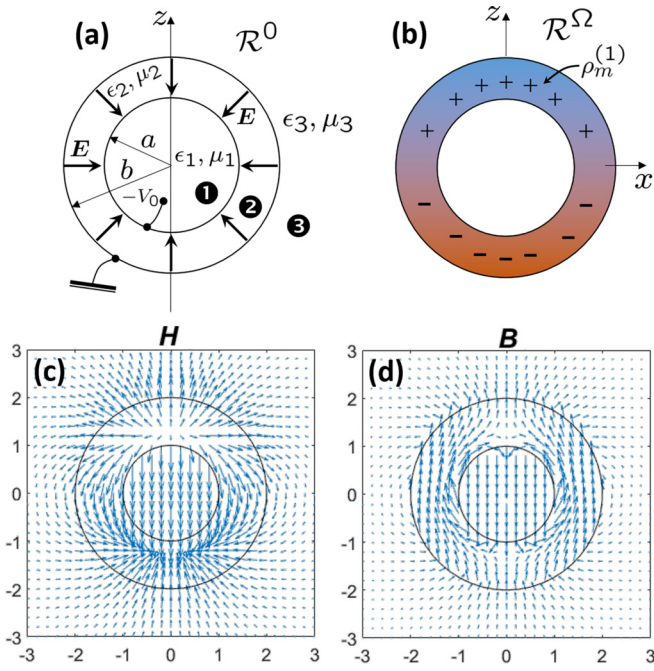 (a)
z
ℛ⁰
ϵ₂, μ₂
E
ϵ₃, μ₃
E
a
ϵ₁, μ₁
b
−V₀
1
2
3
(b)
z
ℛ^Ω
ρₘ⁽¹⁾
+ + + + + + +
x
− − − − − − −
H
(c)
3
2
1
0
-1
-2
-3
-3 -2 -1 0 1 2 3
B
(d)
3
2
1
0
-1
-2
-3
-3 -2 -1 0 1 2 3